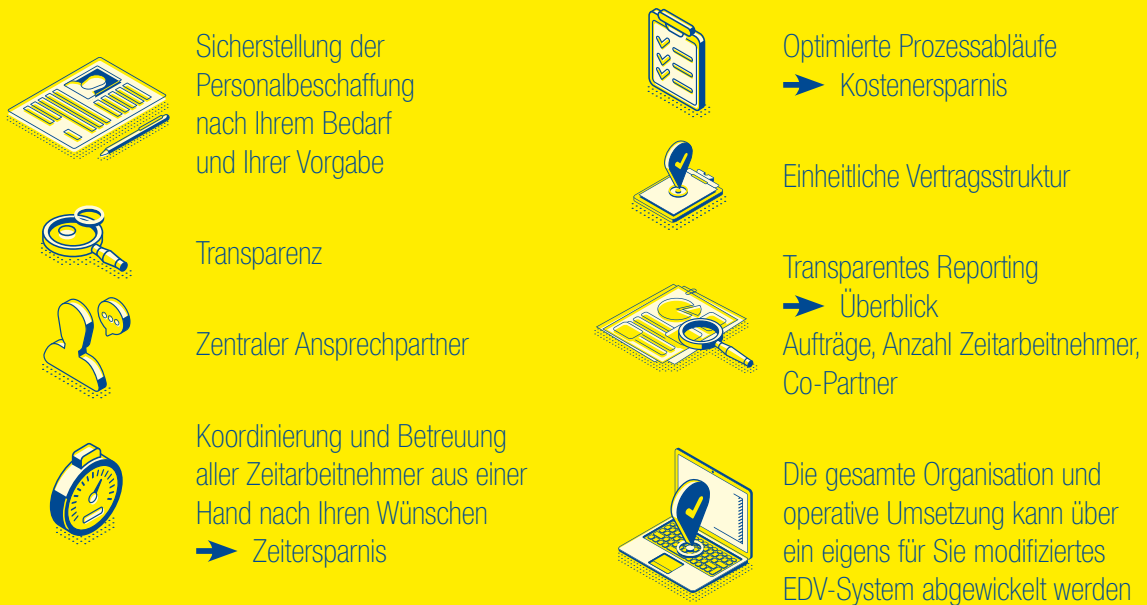 Sicherstellung der
Personalbeschaffung
nach Ihrem Bedarf
und Ihrer Vorgabe
Transparenz
Zentraler Ansprechpartner
Koordinierung und Betreuung
aller Zeitarbeitnehmer aus einer
Hand nach Ihren Wünschen
➔ Zeitersparnis
Optimierte Prozessabläufe
➔ Kostenersparnis
Einheitliche Vertragsstruktur
Transparentes Reporting
➔ Überblick
Aufträge, Anzahl Zeitarbeitnehmer,
Co-Partner
Die gesamte Organisation und
operative Umsetzung kann über
ein eigens für Sie modifiziertes
EDV-System abgewickelt werden